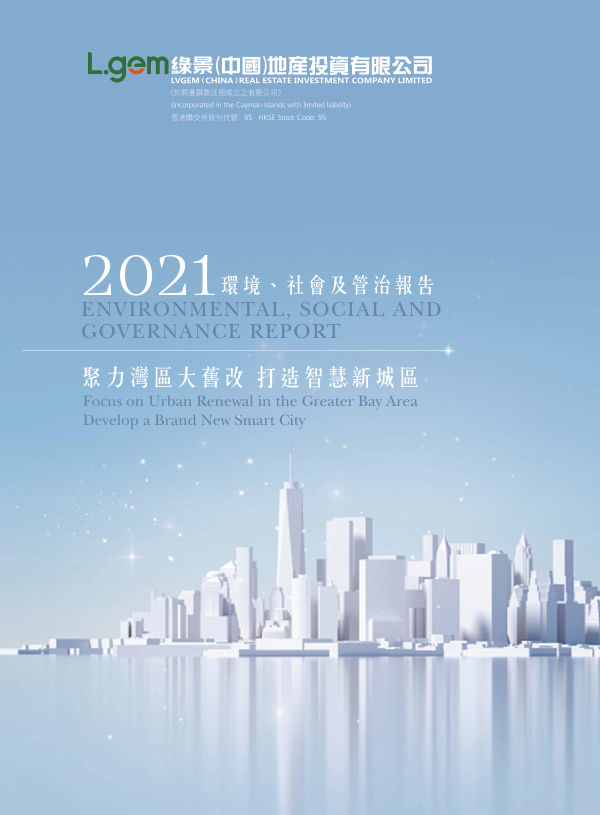 L.gem 綠景(中國)地產投資有限公司
LVGEM (CHINA) REAL ESTATE INVESTMENT COMPANY LIMITED
(於開曼群島註冊成立之有限公司)
(Incorporated in the Cayman Islands with limited liability)
香港聯交所股份代號: 95 HKSE Stock Code: 95
2021 環境、社會及管治報告
ENVIRONMENTAL, SOCIAL AND
GOVERNANCE REPORT
聚力灣區大舊改 打造智慧新城區
Focus on Urban Renewal in the Greater Bay Area
Develop a Brand New Smart City